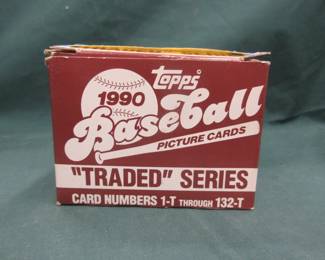 Topps
1990
Baseball
PICTURE CARDS
"TRADED" SERIES
CARD NUMBERS 1-T THROUGH 132-T